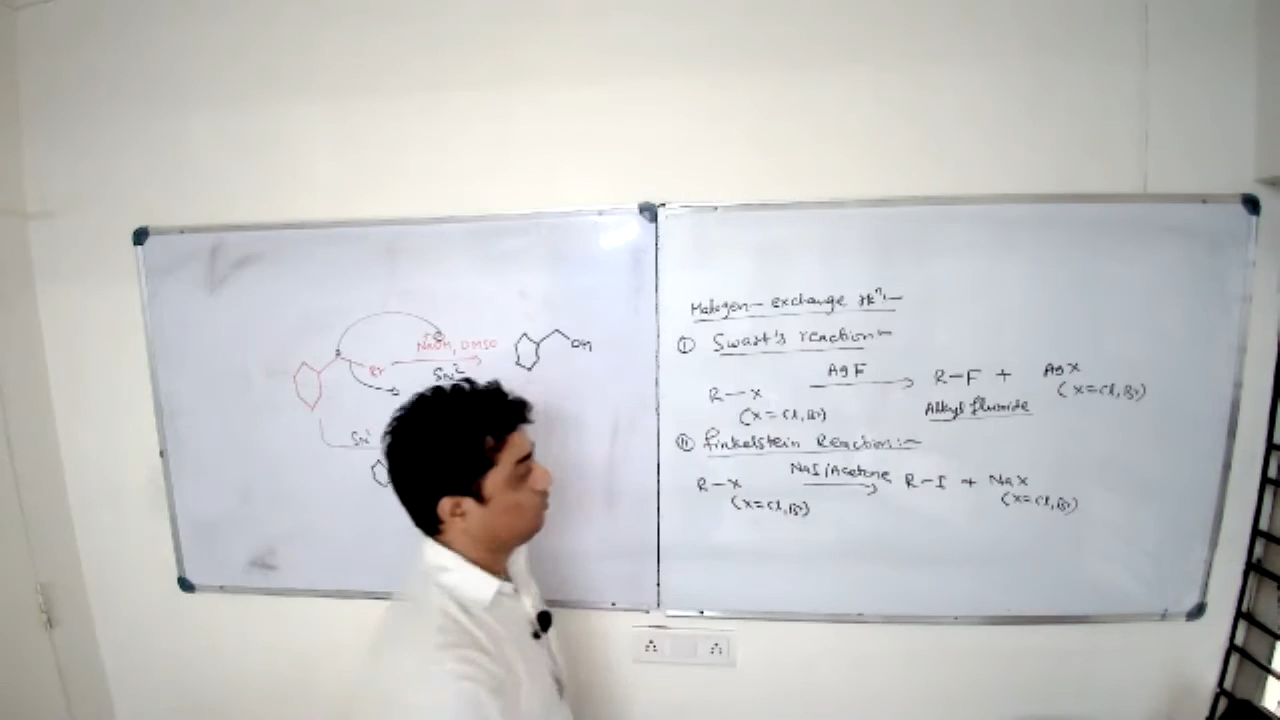 Br
NaOH, DMSO
SN²
OH
SN¹
Halogen- exchange rxⁿ:-
① Swart's reaction:-
R-X
AgF
R-F + AgX
(X=Cl,Br)
(X=Cl,Br)
Alkyl fluoride
② Finkelstein Reaction:-
R-X
NaI/Acetone
R-I + NaX
(X=Cl,Br)
(X=Cl,Br)